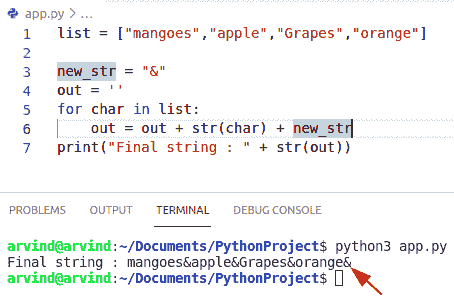 app.py > ...
1 list = ["mangoes","apple","Grapes","orange"]
2
3 new_str = "&"
4 out = ''
5 for char in list:
6 out = out + str(char) + new_str
7 print("Final string : " + str(out))
PROBLEMS OUTPUT TERMINAL DEBUG CONSOLE
arvind@arvind:~/Documents/PythonProject$ python3 app.py
Final string : mangoes&apple&Grapes&orange&
arvind@arvind:~/Documents/PythonProject$